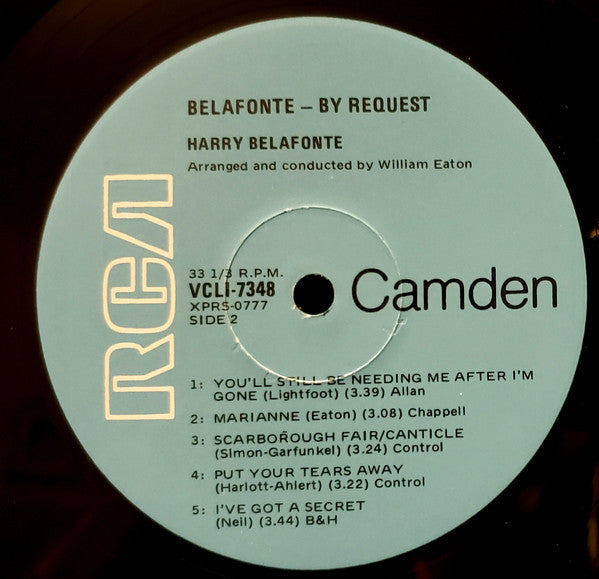 BELAFONTE – BY REQUEST
HARRY BELAFONTE
Arranged and conducted by William Eaton
RCA
33 1/3 R.P.M.
VCLI-7348
XPRS-0777
SIDE 2
Camden
1: YOU'LL STILL BE NEEDING ME AFTER I'M
GONE (Lightfoot) (3.39) Allan
2: MARIANNE (Eaton) (3.08) Chappell
3: SCARBOROUGH FAIR/CANTICLE
(Simon-Garfunkel) (3.24) Control
4: PUT YOUR TEARS AWAY
(Harlott-Ahlert) (3.22) Control
5: I'VE GOT A SECRET
(Neil) (3.44) B&H